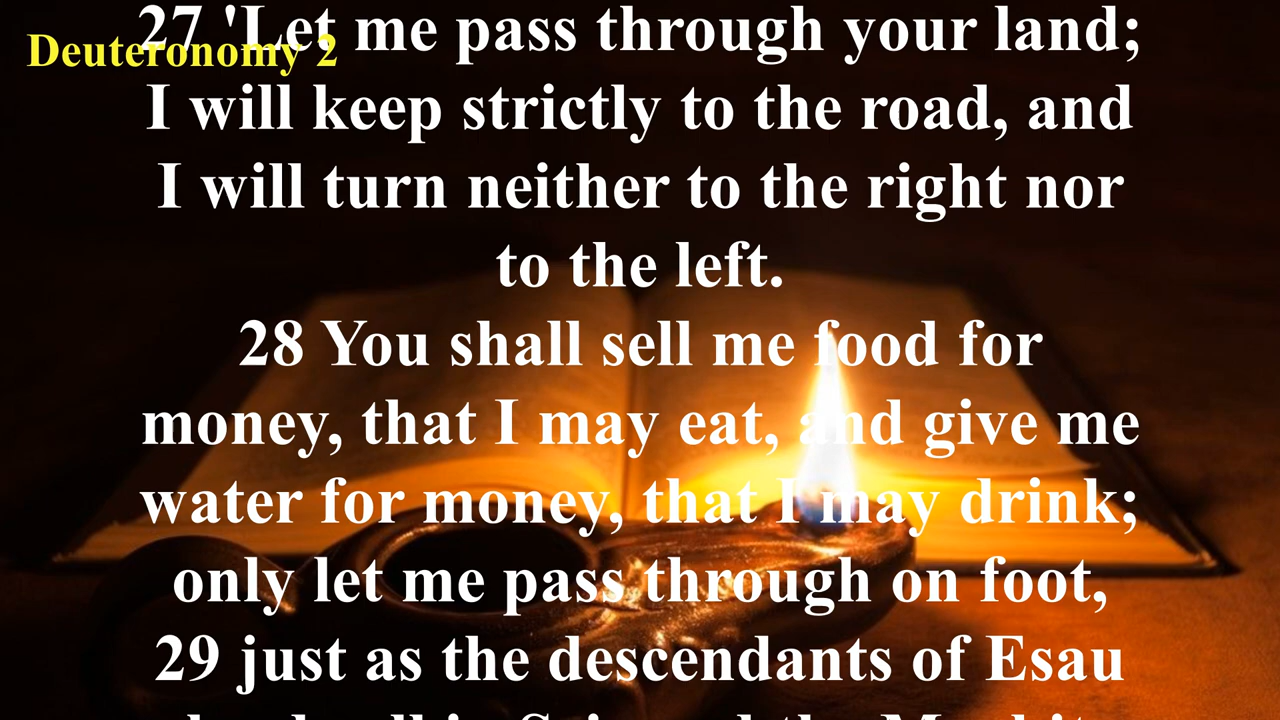 Deuteronomy 2
27 'Let me pass through your land;
I will keep strictly to the road, and
I will turn neither to the right nor
to the left.
28 You shall sell me food for
money, that I may eat, and give me
water for money, that I may drink;
only let me pass through on foot,
29 just as the descendants of Esau